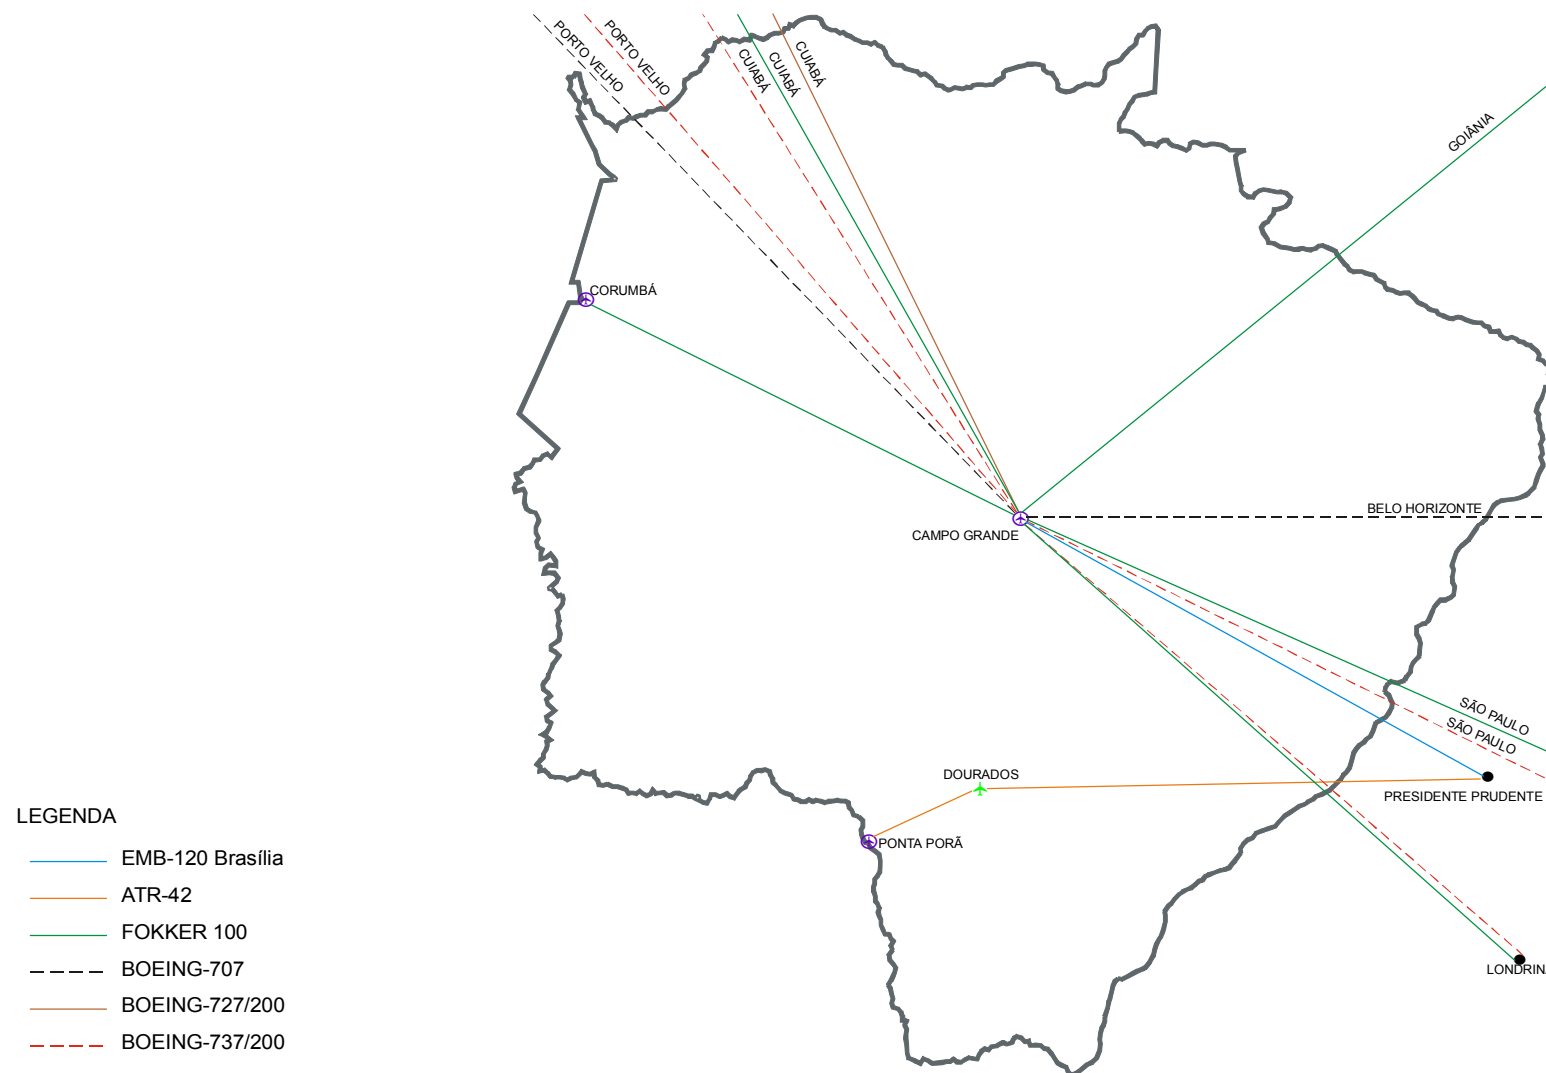 PORTO VELHO
PORTO VELHO
CUIABÁ
CUIABÁ
CUIABÁ
GOIÂNIA
CORUMBÁ
BELO HORIZONTE
CAMPO GRANDE
SÃO PAULO
SÃO PAULO
DOURADOS
PRESIDENTE PRUDENTE
PONTA PORÃ
LONDRIN
LEGENDA
EMB-120 Brasília
ATR-42
FOKKER 100
BOEING-707
BOEING-727/200
BOEING-737/200